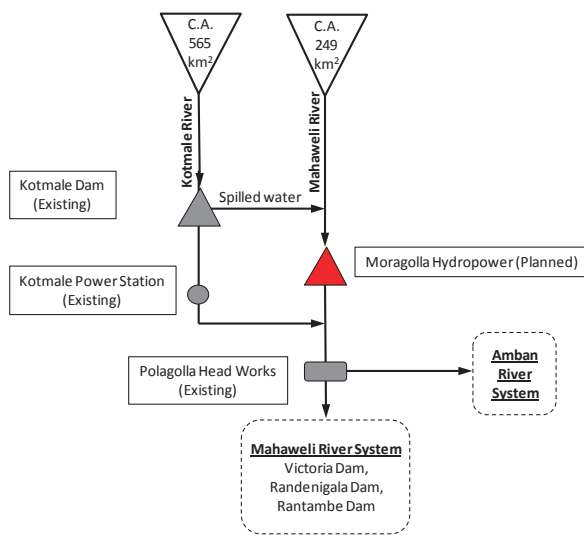 C.A.
565
km²
C.A.
249
km²
Kotmale River
Mahaweli River
Kotmale Dam
(Existing)
Spilled water
Moragolla Hydropower (Planned)
Kotmale Power Station
(Existing)
Polagolla Head Works
(Existing)
Amban
River
System
Mahaweli River System
Victoria Dam,
Randenigala Dam,
Rantambe Dam